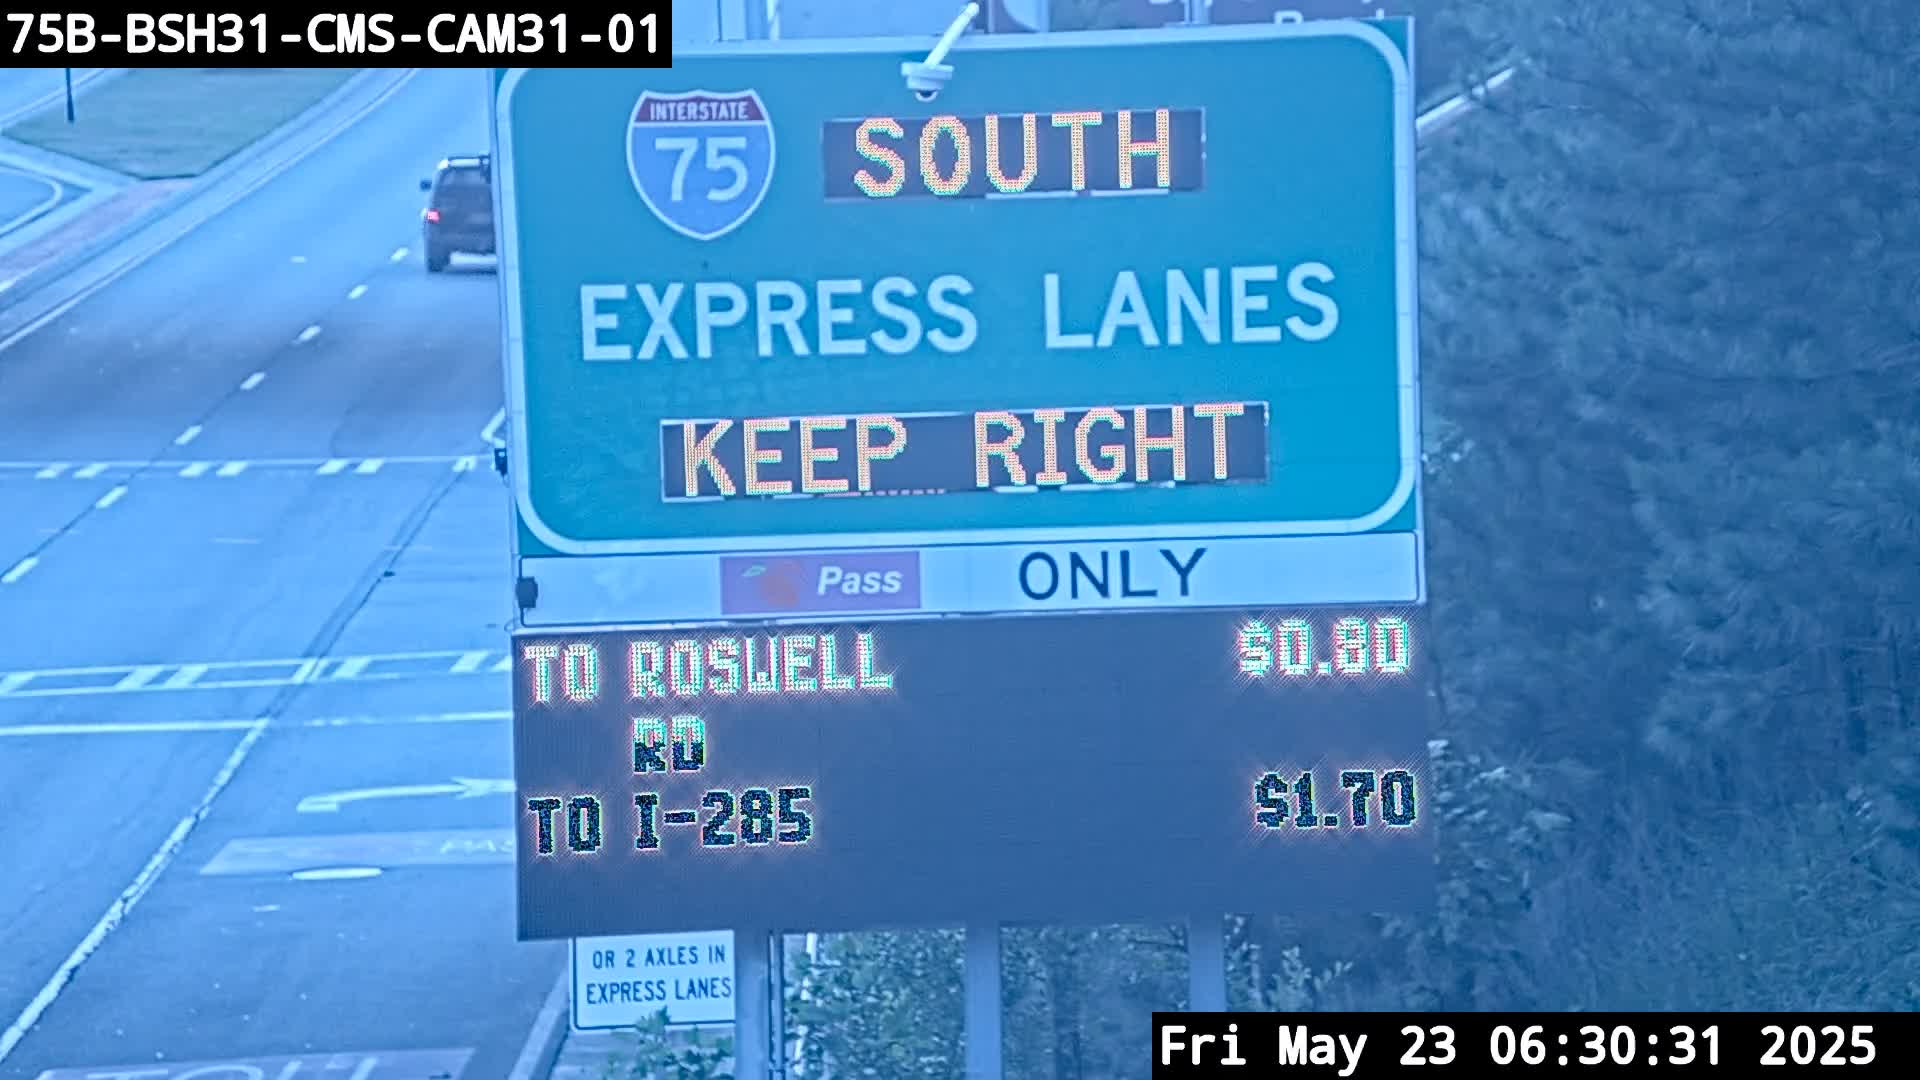 75B-BSH31-CMS-CAM31-01
INTERSTATE
75
SOUTH
EXPRESS LANES
KEEP RIGHT
Pass ONLY
TO ROSWELL $0.80
RD
TO I-285 $1.70
OR 2 AXLES IN
EXPRESS LANES
Fri May 23 06:30:31 2025